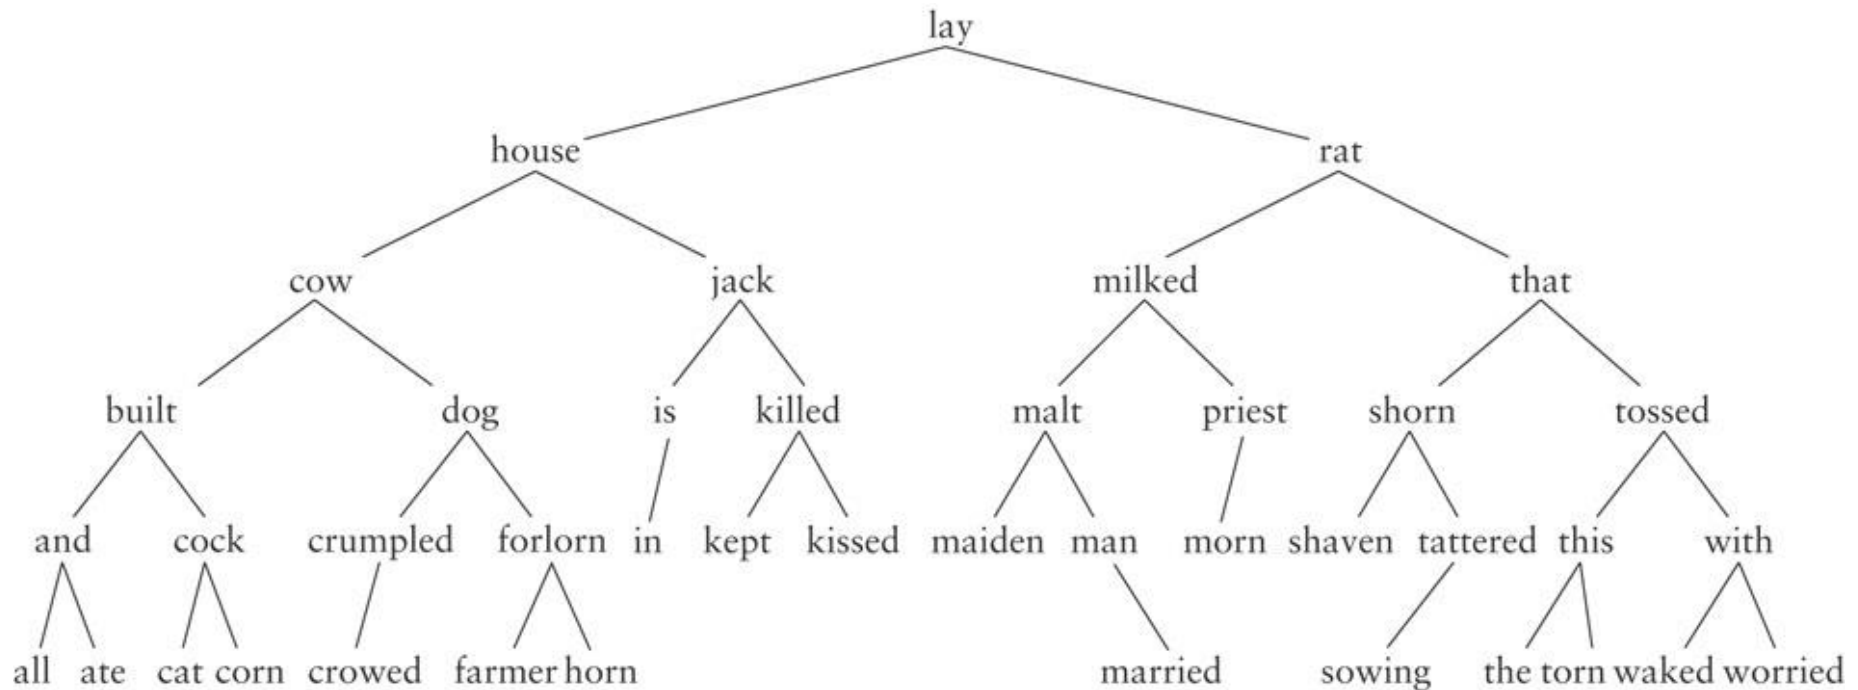 lay
house rat
cow jack milked that
built dog is killed malt priest shorn tossed
and cock crumpled forlorn in kept kissed maiden man morn shaven tattered this with
all ate cat corn crowed farmer horn married sowing the torn waked worried